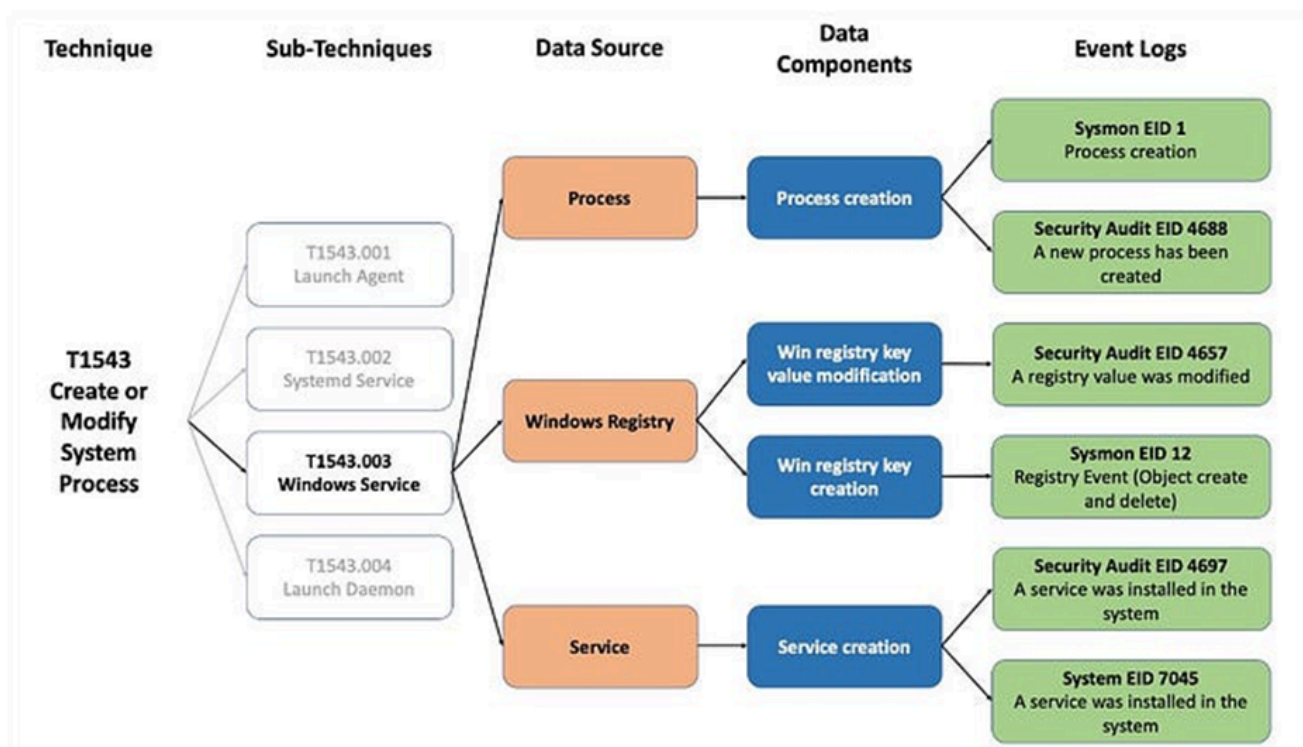 Technique
Sub-Techniques
Data Source
Data
Components
Event Logs
T1543
Create or
Modify
System
Process
T1543.001
Launch Agent
T1543.002
Systemd Service
T1543.003
Windows Service
T1543.004
Launch Daemon
Process
Windows Registry
Service
Process creation
Win registry key
value modification
Win registry key
creation
Service creation
Sysmon EID 1
Process creation
Security Audit EID 4688
A new process has been
created
Security Audit EID 4657
A registry value was modified
Sysmon EID 12
Registry Event (Object create
and delete)
Security Audit EID 4697
A service was installed in the
system
System EID 7045
A service was installed in the
system